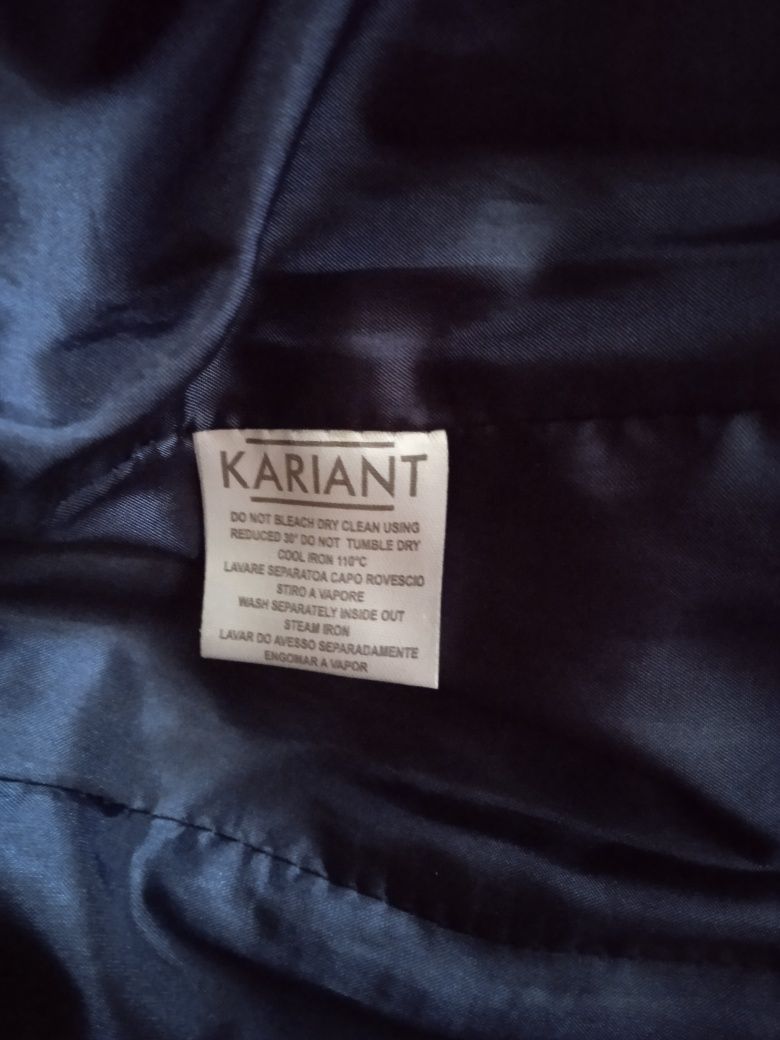 KARIANT
DO NOT BLEACH DRY CLEAN USING
REDUCED 30° DO NOT TUMBLE DRY
COOL IRON 110°C
LAVARE SEPARATOA CAPO ROVESCIO
STIRO A VAPORE
WASH SEPARATELY INSIDE OUT
STEAM IRON
LAVAR DO AVESSO SEPARADAMENTE
ENGOMAR A VAPOR